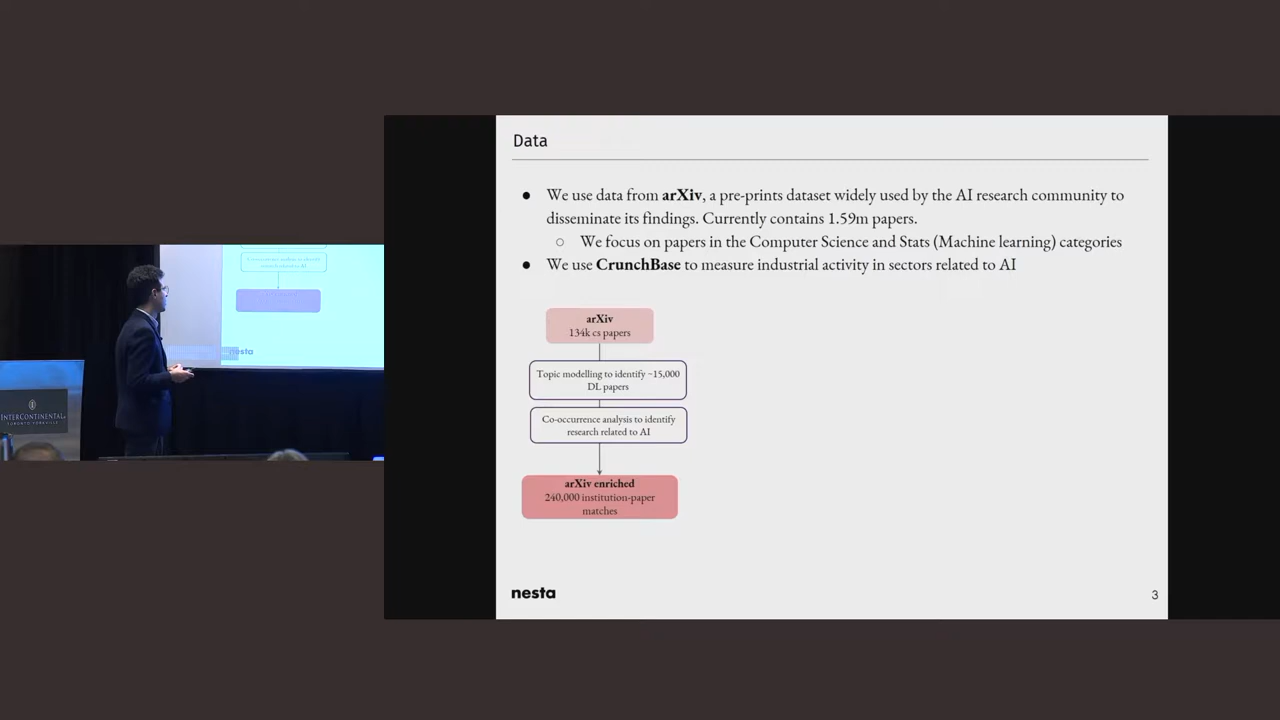 Data
● We use data from arXiv, a pre-prints dataset widely used by the AI research community to
disseminate its findings. Currently contains 1.59m papers.
○ We focus on papers in the Computer Science and Stats (Machine learning) categories
● We use CrunchBase to measure industrial activity in sectors related to AI
arXiv
134k cs papers
Topic modelling to identify ~15,000
DL papers
Co-occurrence analysis to identify
research related to AI
arXiv enriched
240,000 institution-paper
matches
nesta
3
nesta
INTERCONTINENTAL
TORONTO YORKVILLE